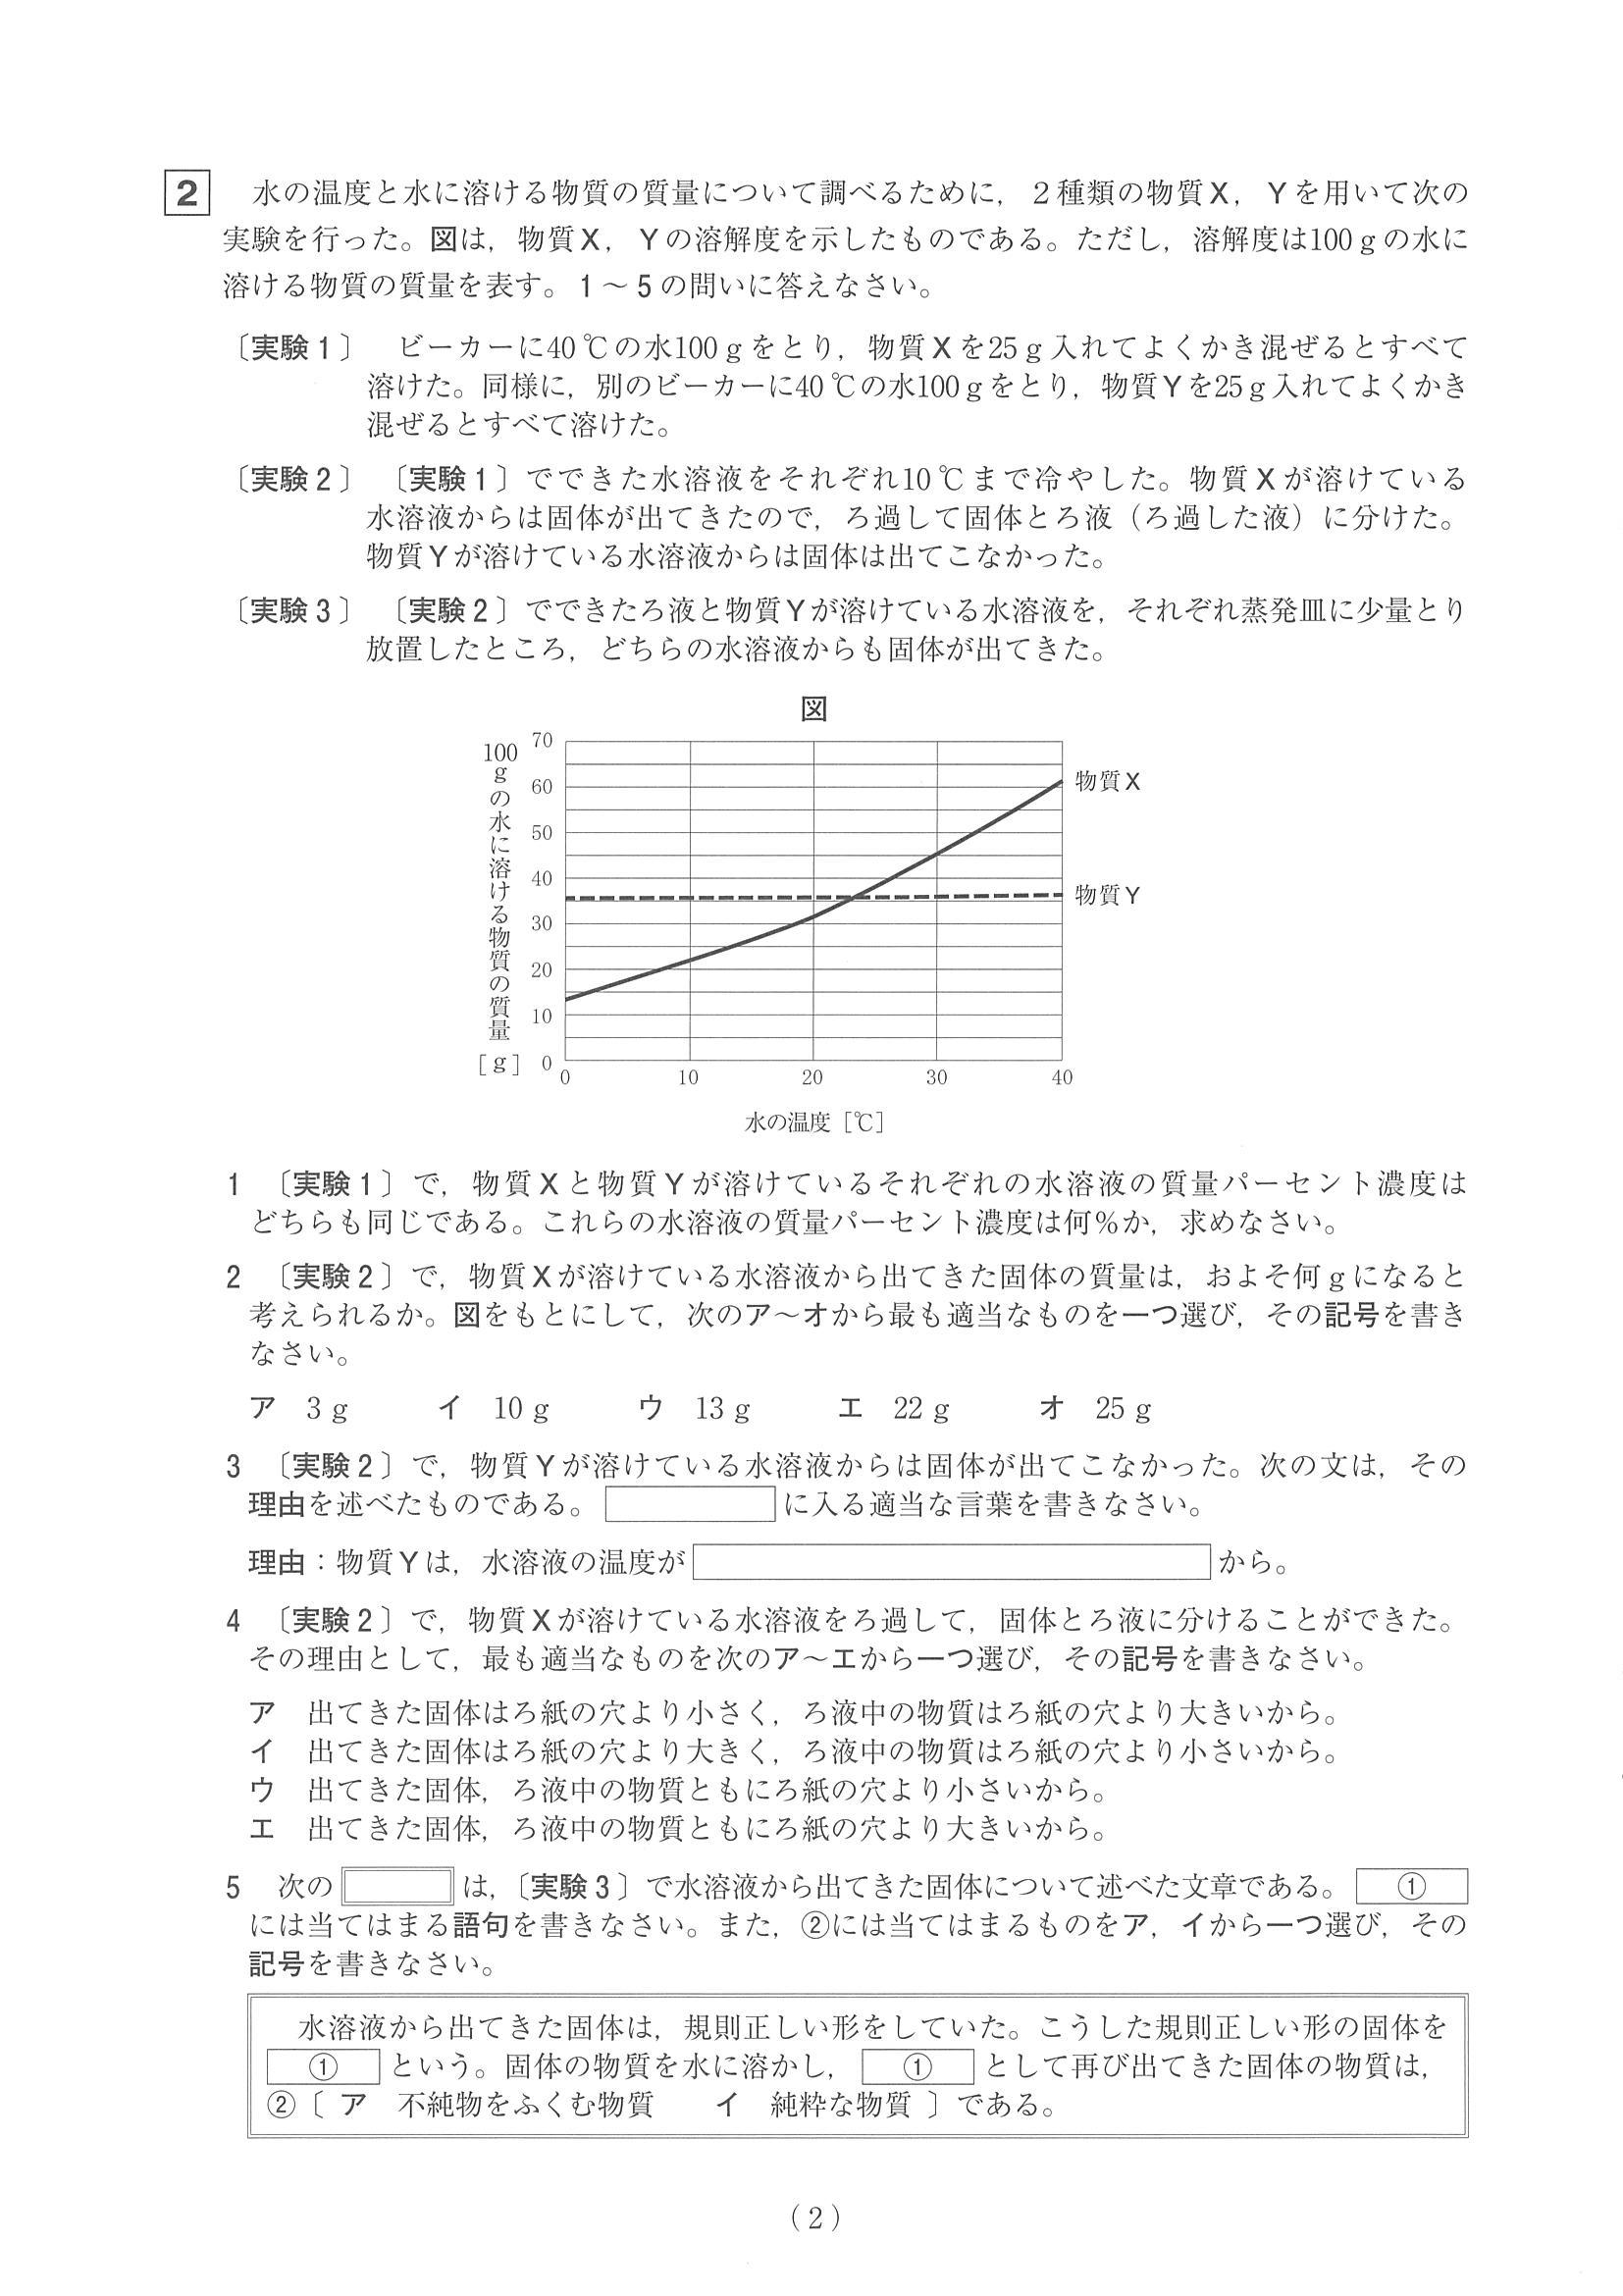 2 水の温度と水に溶ける物質の質量について調べるために，２種類の物質X，Yを用いて次の
実験を行った。図は，物質X，Yの溶解度を示したものである。ただし，溶解度は100ｇの水に
溶ける物質の質量を表す。1～5の問いに答えなさい。
〔実験1〕 ビーカーに40℃の水100ｇをとり，物質Xを25ｇ入れてよくかき混ぜるとすべて
溶けた。同様に，別のビーカーに40℃の水100ｇをとり，物質Yを25ｇ入れてよくかき
混ぜるとすべて溶けた。
〔実験2〕 〔実験1〕でできた水溶液をそれぞれ10℃まで冷やした。物質Xが溶けている
水溶液からは固体が出てきたので，ろ過して固体とろ液（ろ過した液）に分けた。
物質Yが溶けている水溶液からは固体は出てこなかった。
〔実験3〕 〔実験2〕でできたろ液と物質Yが溶けている水溶液を，それぞれ蒸発皿に少量とり
放置したところ，どちらの水溶液からも固体が出てきた。
図
100ｇの水に溶ける物質の質量［ｇ］
70
60
50
40
30
20
10
0
物質X
物質Y
0 10 20 30 40
水の温度［℃］
1 〔実験1〕で，物質Xと物質Yが溶けているそれぞれの水溶液の質量パーセント濃度は
どちらも同じである。これらの水溶液の質量パーセント濃度は何％か，求めなさい。
2 〔実験2〕で，物質Xが溶けている水溶液から出てきた固体の質量は，およそ何ｇになると
考えられるか。図をもとにして，次のア～オから最も適当なものを一つ選び，その記号を書き
なさい。
ア 3ｇ イ 10ｇ ウ 13ｇ エ 22ｇ オ 25ｇ
3 〔実験2〕で，物質Yが溶けている水溶液からは固体が出てこなかった。次の文は，その
理由を述べたものである。 に入る適当な言葉を書きなさい。
理由：物質Yは，水溶液の温度が から。
4 〔実験2〕で，物質Xが溶けている水溶液をろ過して，固体とろ液に分けることができた。
その理由として，最も適当なものを次のア～エから一つ選び，その記号を書きなさい。
ア 出てきた固体はろ紙の穴より小さく，ろ液中の物質はろ紙の穴より大きいから。
イ 出てきた固体はろ紙の穴より大きく，ろ液中の物質はろ紙の穴より小さいから。
ウ 出てきた固体，ろ液中の物質ともにろ紙の穴より小さいから。
エ 出てきた固体，ろ液中の物質ともにろ紙の穴より大きいから。
5 次の は，〔実験3〕で水溶液から出てきた固体について述べた文章である。 ①
には当てはまる語句を書きなさい。また，②には当てはまるものをア，イから一つ選び，その
記号を書きなさい。
水溶液から出てきた固体は，規則正しい形をしていた。こうした規則正しい形の固体を
① という。固体の物質を水に溶かし， ① として再び出てきた固体の物質は，
②〔 ア 不純物をふくむ物質 イ 純粋な物質 〕である。
（2）